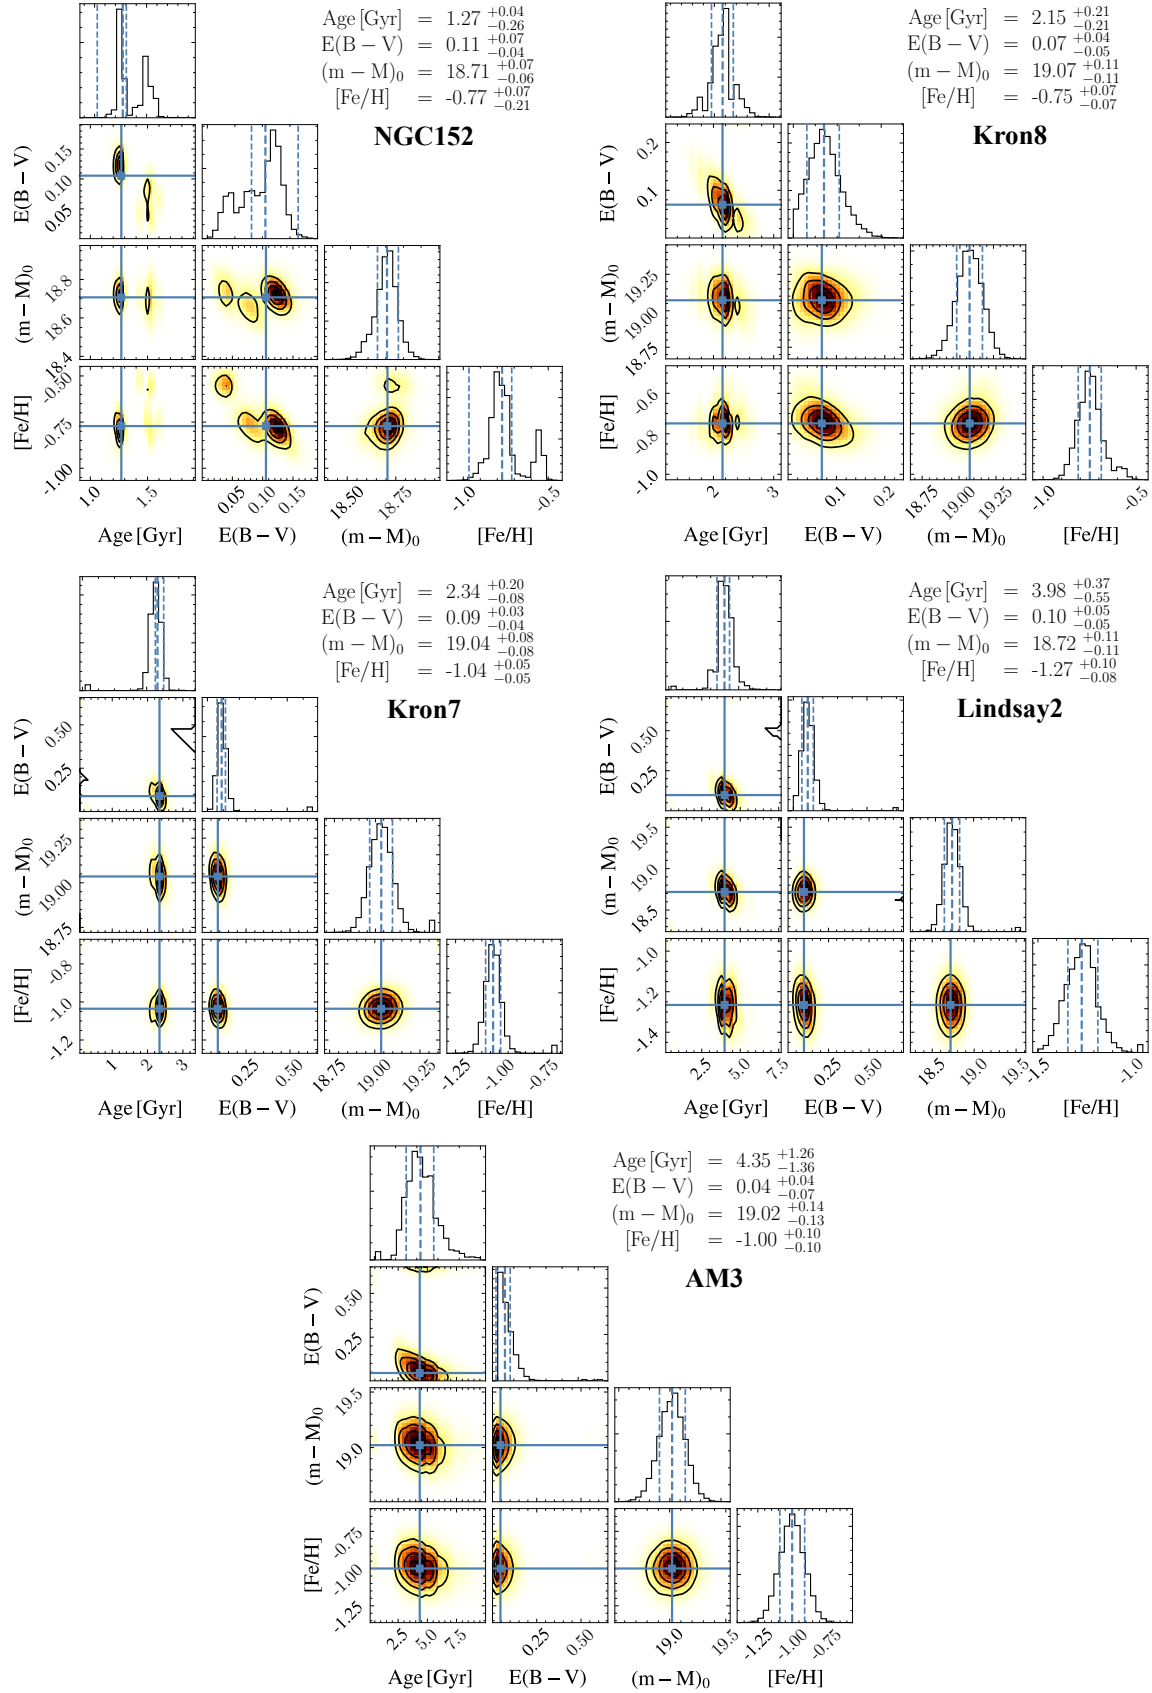 Age [Gyr] = 1.27 +0.04 −0.26
E(B − V) = 0.11 +0.07 −0.04
(m − M)0 = 18.71 +0.07 −0.06
[Fe/H] = -0.77 +0.07 −0.21
NGC152
E(B − V)
0.15
0.10
0.05
(m − M)0
18.8
18.6
18.4
[Fe/H]
-0.50
-0.75
-1.00
1.0 1.5
0.05 0.10 0.15
18.50 18.75
-1.0 -0.5
Age [Gyr] E(B − V) (m − M)0 [Fe/H]
Age [Gyr] = 2.15 +0.21 −0.21
E(B − V) = 0.07 +0.04 −0.05
(m − M)0 = 19.07 +0.11 −0.11
[Fe/H] = -0.75 +0.07 −0.07
Kron8
E(B − V)
0.2
0.1
(m − M)0
19.25
19.00
18.75
[Fe/H]
-0.6
-0.8
-1.0
2 3
0.1 0.2
18.75 19.00 19.25
-1.0 -0.5
Age [Gyr] E(B − V) (m − M)0 [Fe/H]
Age [Gyr] = 2.34 +0.20 −0.08
E(B − V) = 0.09 +0.03 −0.04
(m − M)0 = 19.04 +0.08 −0.08
[Fe/H] = -1.04 +0.05 −0.05
Kron7
E(B − V)
0.50
0.25
(m − M)0
19.25
19.00
18.75
[Fe/H]
-0.8
-1.0
-1.2
1 2 3
0.25 0.50
18.75 19.00 19.25
-1.25 -1.00 -0.75
Age [Gyr] E(B − V) (m − M)0 [Fe/H]
Age [Gyr] = 3.98 +0.37 −0.55
E(B − V) = 0.10 +0.05 −0.05
(m − M)0 = 18.72 +0.11 −0.11
[Fe/H] = -1.27 +0.10 −0.08
Lindsay2
E(B − V)
0.50
0.25
(m − M)0
19.5
19.0
18.5
[Fe/H]
-1.0
-1.2
-1.4
2.5 5.0 7.5
0.25 0.50
18.5 19.0 19.5
-1.5 -1.0
Age [Gyr] E(B − V) (m − M)0 [Fe/H]
Age [Gyr] = 4.35 +1.26 −1.36
E(B − V) = 0.04 +0.04 −0.07
(m − M)0 = 19.02 +0.14 −0.13
[Fe/H] = -1.00 +0.10 −0.10
AM3
E(B − V)
0.50
0.25
(m − M)0
19.5
19.0
[Fe/H]
-0.75
-1.00
-1.25
2.5 5.0 7.5
0.25 0.50
19.0 19.5
-1.25 -1.00 -0.75
Age [Gyr] E(B − V) (m − M)0 [Fe/H]